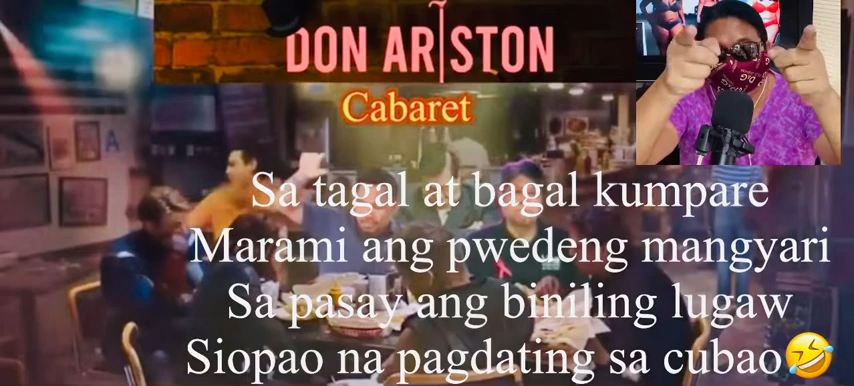 DON ARISTON
Cabaret
Sa tagal at bagal kumpare
Marami ang pwedeng mangyari
Sa pasay ang biniling lugaw
Siopao na pagdating sa cubao🤣